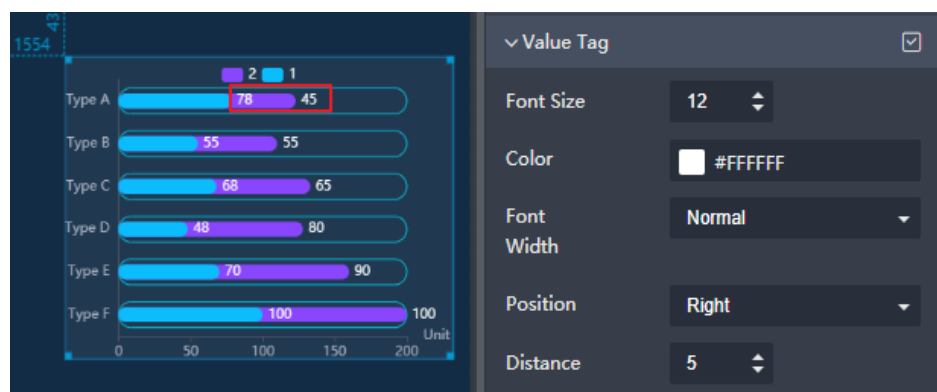 43
1554
2 1
Type A 78 45
Type B 55 55
Type C 68 65
Type D 48 80
Type E 70 90
Type F 100 100
Unit
0 50 100 150 200
Value Tag
Font Size 12
Color #FFFFFF
Font Width Normal
Position Right
Distance 5